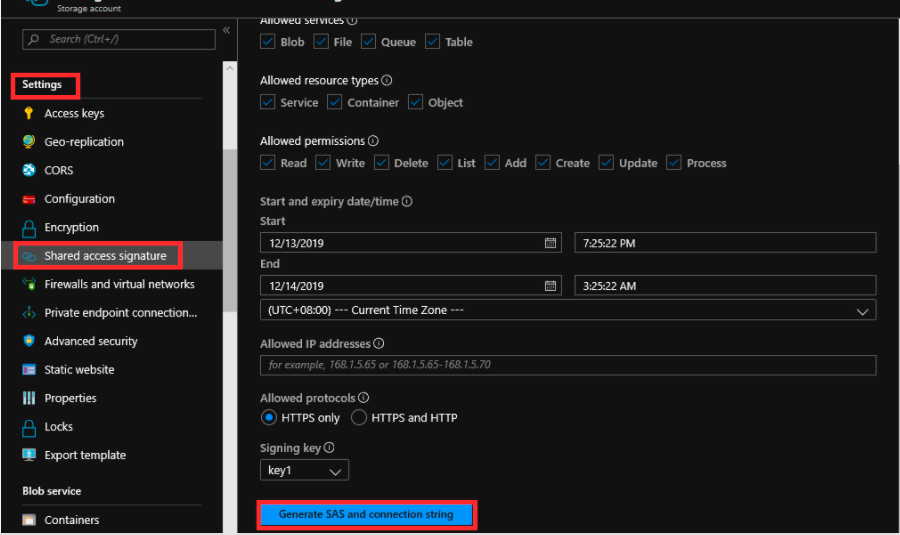 Storage account
Search (Ctrl+/)
«
Settings
Access keys
Geo-replication
CORS
Configuration
Encryption
Shared access signature
Firewalls and virtual networks
Private endpoint connection...
Advanced security
Static website
Properties
Locks
Export template
Blob service
Containers
Allowed services
Blob File Queue Table
Allowed resource types
Service Container Object
Allowed permissions
Read Write Delete List Add Create Update Process
Start and expiry date/time
Start
12/13/2019 7:25:22 PM
End
12/14/2019 3:25:22 AM
(UTC+08:00) --- Current Time Zone ---
Allowed IP addresses
for example, 168.1.5.65 or 168.1.5.65-168.1.5.70
Allowed protocols
HTTPS only HTTPS and HTTP
Signing key
key1
Generate SAS and connection string